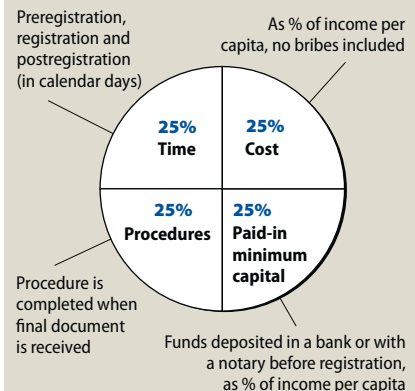 Preregistration,
registration and
postregistration
(in calendar days)
As % of income per
capita, no bribes included
25%
Time
25%
Cost
25%
Procedures
25%
Paid-in
minimum
capital
Procedure is
completed when
final document
is received
Funds deposited in a bank or with
a notary before registration,
as % of income per capita